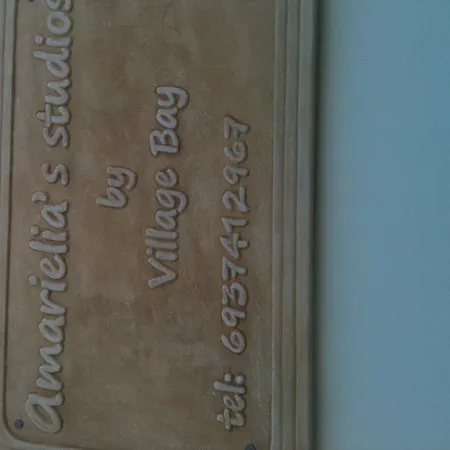 Amarielia's studios
by
Village Bay
tel: 6937412967